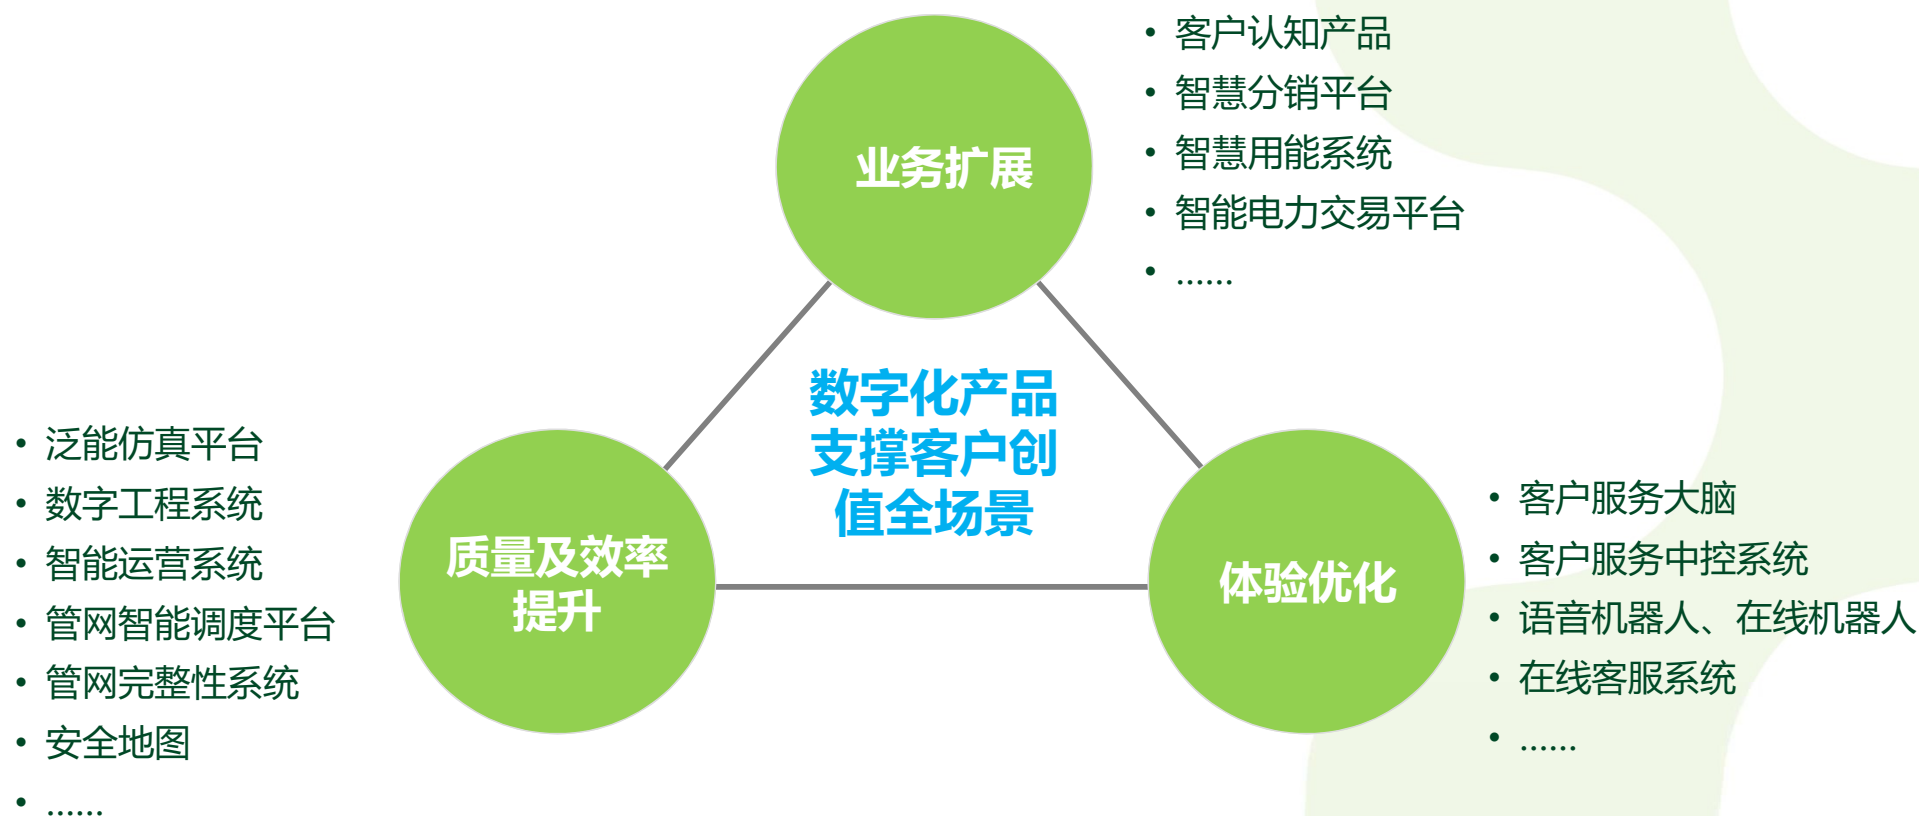 业务扩展
• 客户认知产品
• 智慧分销平台
• 智慧用能系统
• 智能电力交易平台
• ......
数字化产品
支撑客户创
值全场景
质量及效率
提升
• 泛能仿真平台
• 数字工程系统
• 智能运营系统
• 管网智能调度平台
• 管网完整性系统
• 安全地图
• ......
体验优化
• 客户服务大脑
• 客户服务中控系统
• 语音机器人、在线机器人
• 在线客服系统
• ......